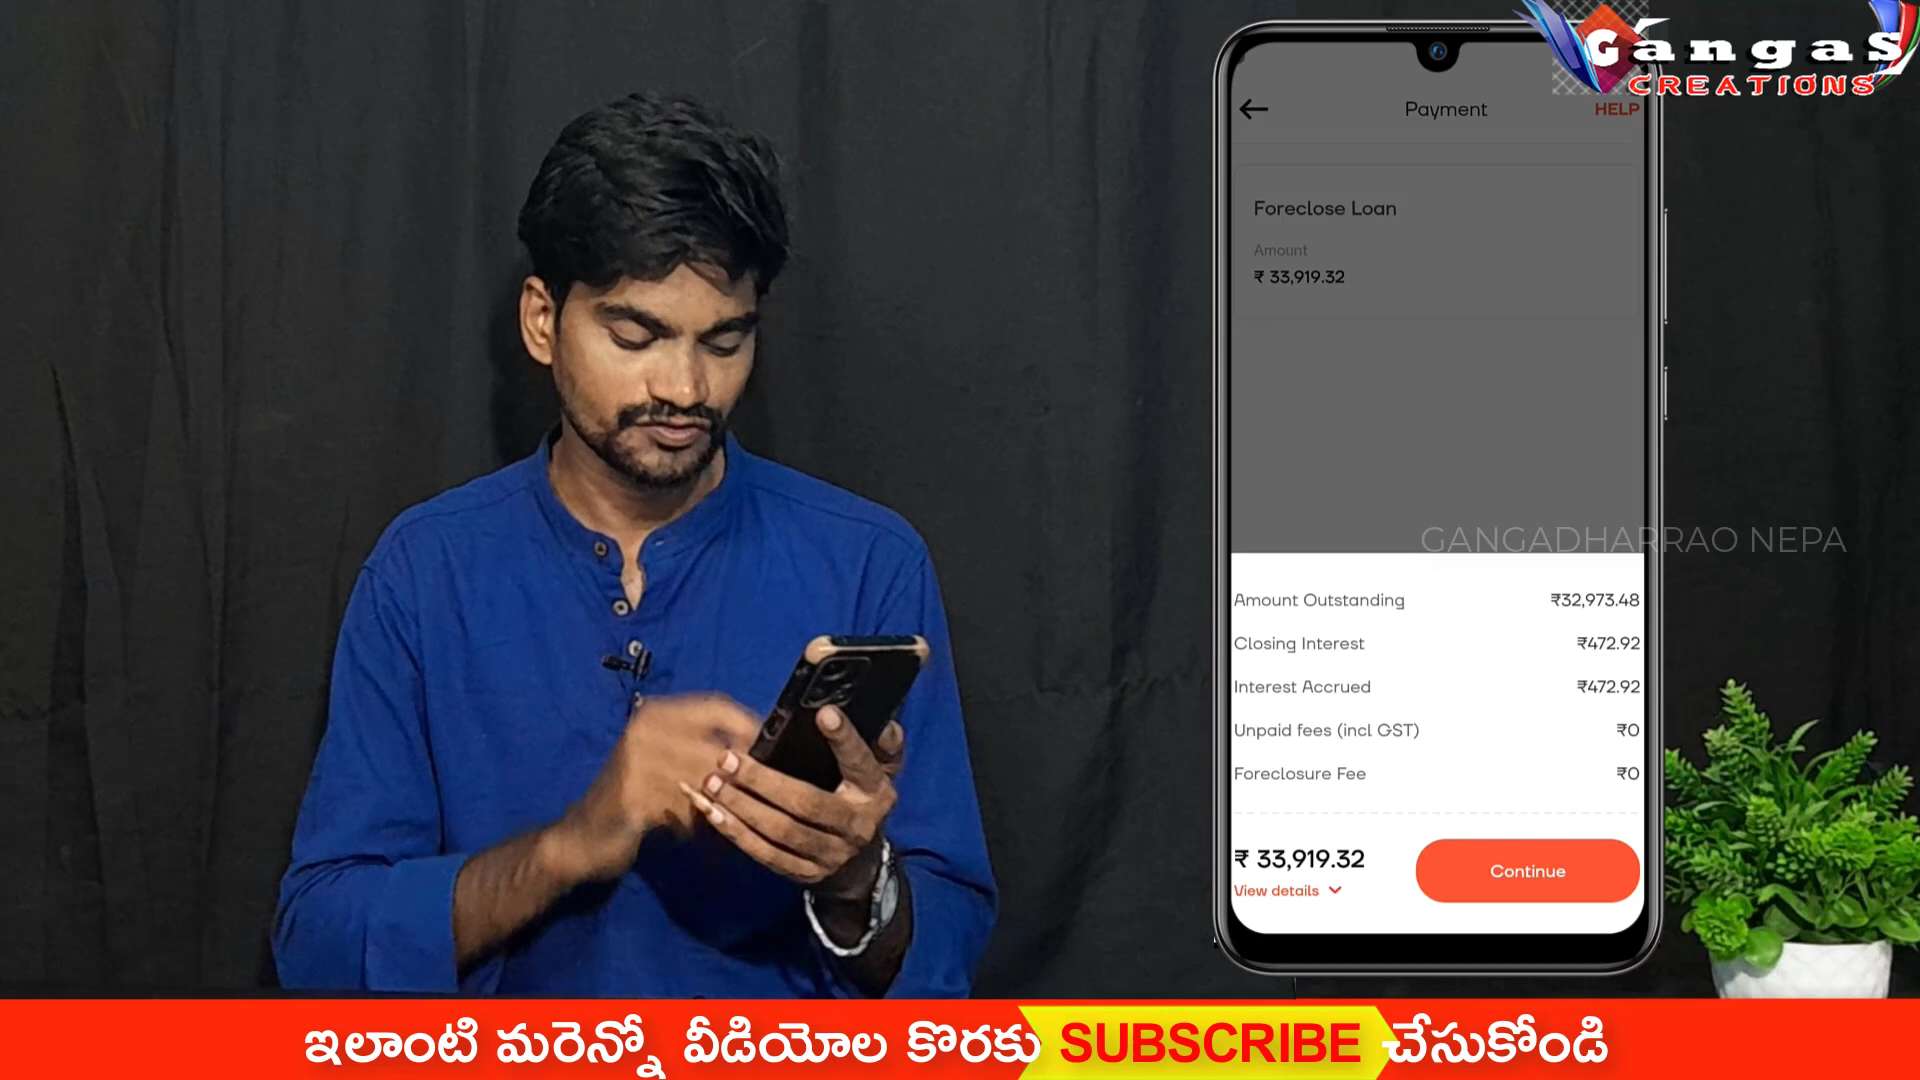 GangaS
CREATIONS
Payment
HELP
Foreclose Loan
Amount
₹ 33,919.32
GANGADHARRAO NEPA
Amount Outstanding ₹32,973.48
Closing Interest ₹472.92
Interest Accrued ₹472.92
Unpaid fees (incl GST) ₹0
Foreclosure Fee ₹0
₹ 33,919.32
View details
Continue
ఇలాంటి మరెన్నో వీడియోల కొరకు SUBSCRIBE చేసుకోండి